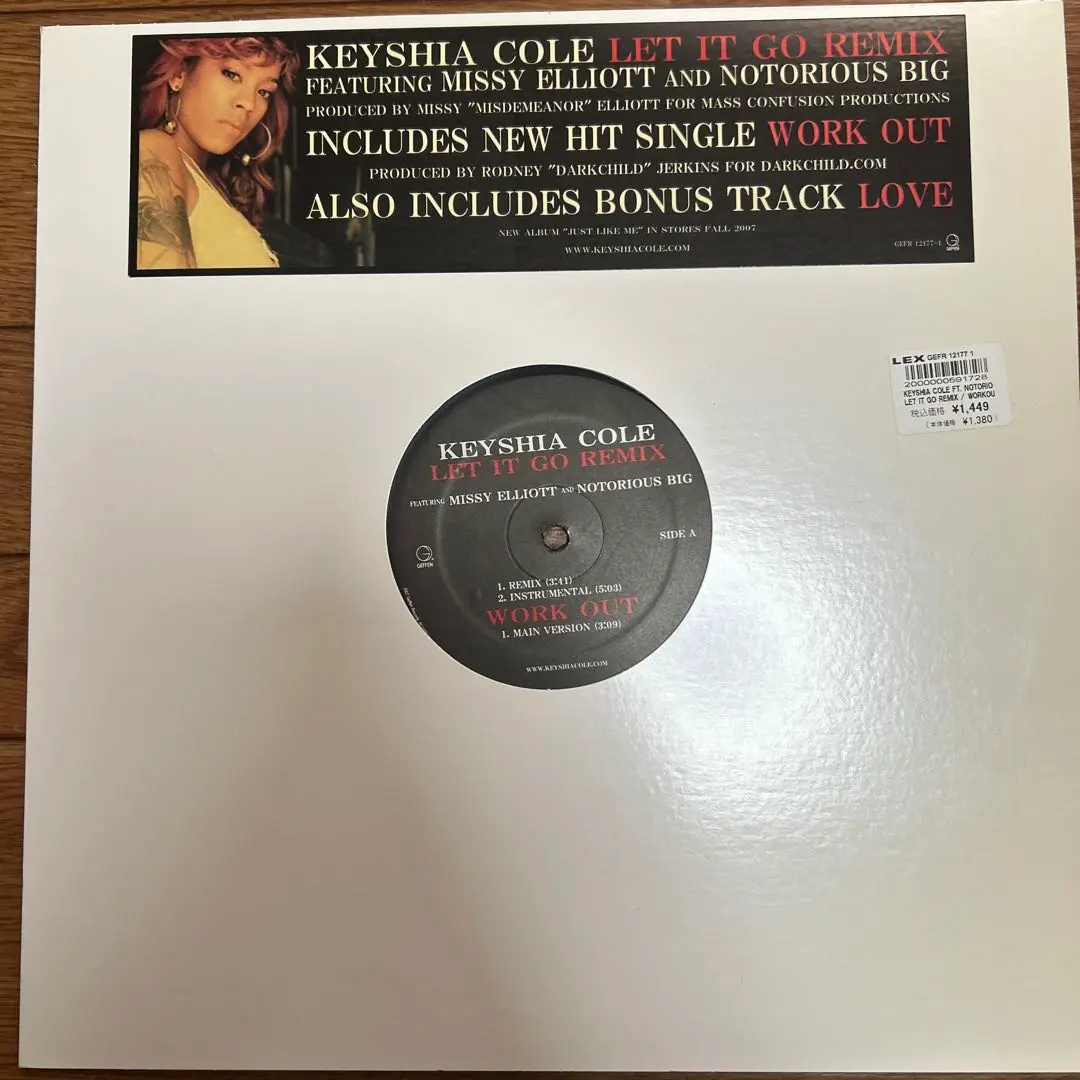 KEYSHIA COLE LET IT GO REMIX
FEATURING MISSY ELLIOTT AND NOTORIOUS BIG
PRODUCED BY MISSY "MISDEMEANOR" ELLIOTT FOR MASS CONFUSION PRODUCTIONS
INCLUDES NEW HIT SINGLE WORK OUT
PRODUCED BY RODNEY "DARKCHILD" JERKINS FOR DARKCHILD.COM
ALSO INCLUDES BONUS TRACK LOVE
NEW ALBUM "JUST LIKE ME" IN STORES FALL 2007
WWW.KEYSHIACOLE.COM
GEFR 12177-1
GEFFEN
LEX GEFR 12177 1
2000000591728
KEYSHIA COLE FT. NOTORIO
LET IT GO REMIX / WORKOU
税込価格 ¥1,449
(本体価格 ¥1,380)
KEYSHIA COLE
LET IT GO REMIX
FEATURING MISSY ELLIOTT AND NOTORIOUS BIG
SIDE A
GEFFEN
1. REMIX (3:41)
2. INSTRUMENTAL (5:03)
WORK OUT
1. MAIN VERSION (3:09)
WWW.KEYSHIACOLE.COM